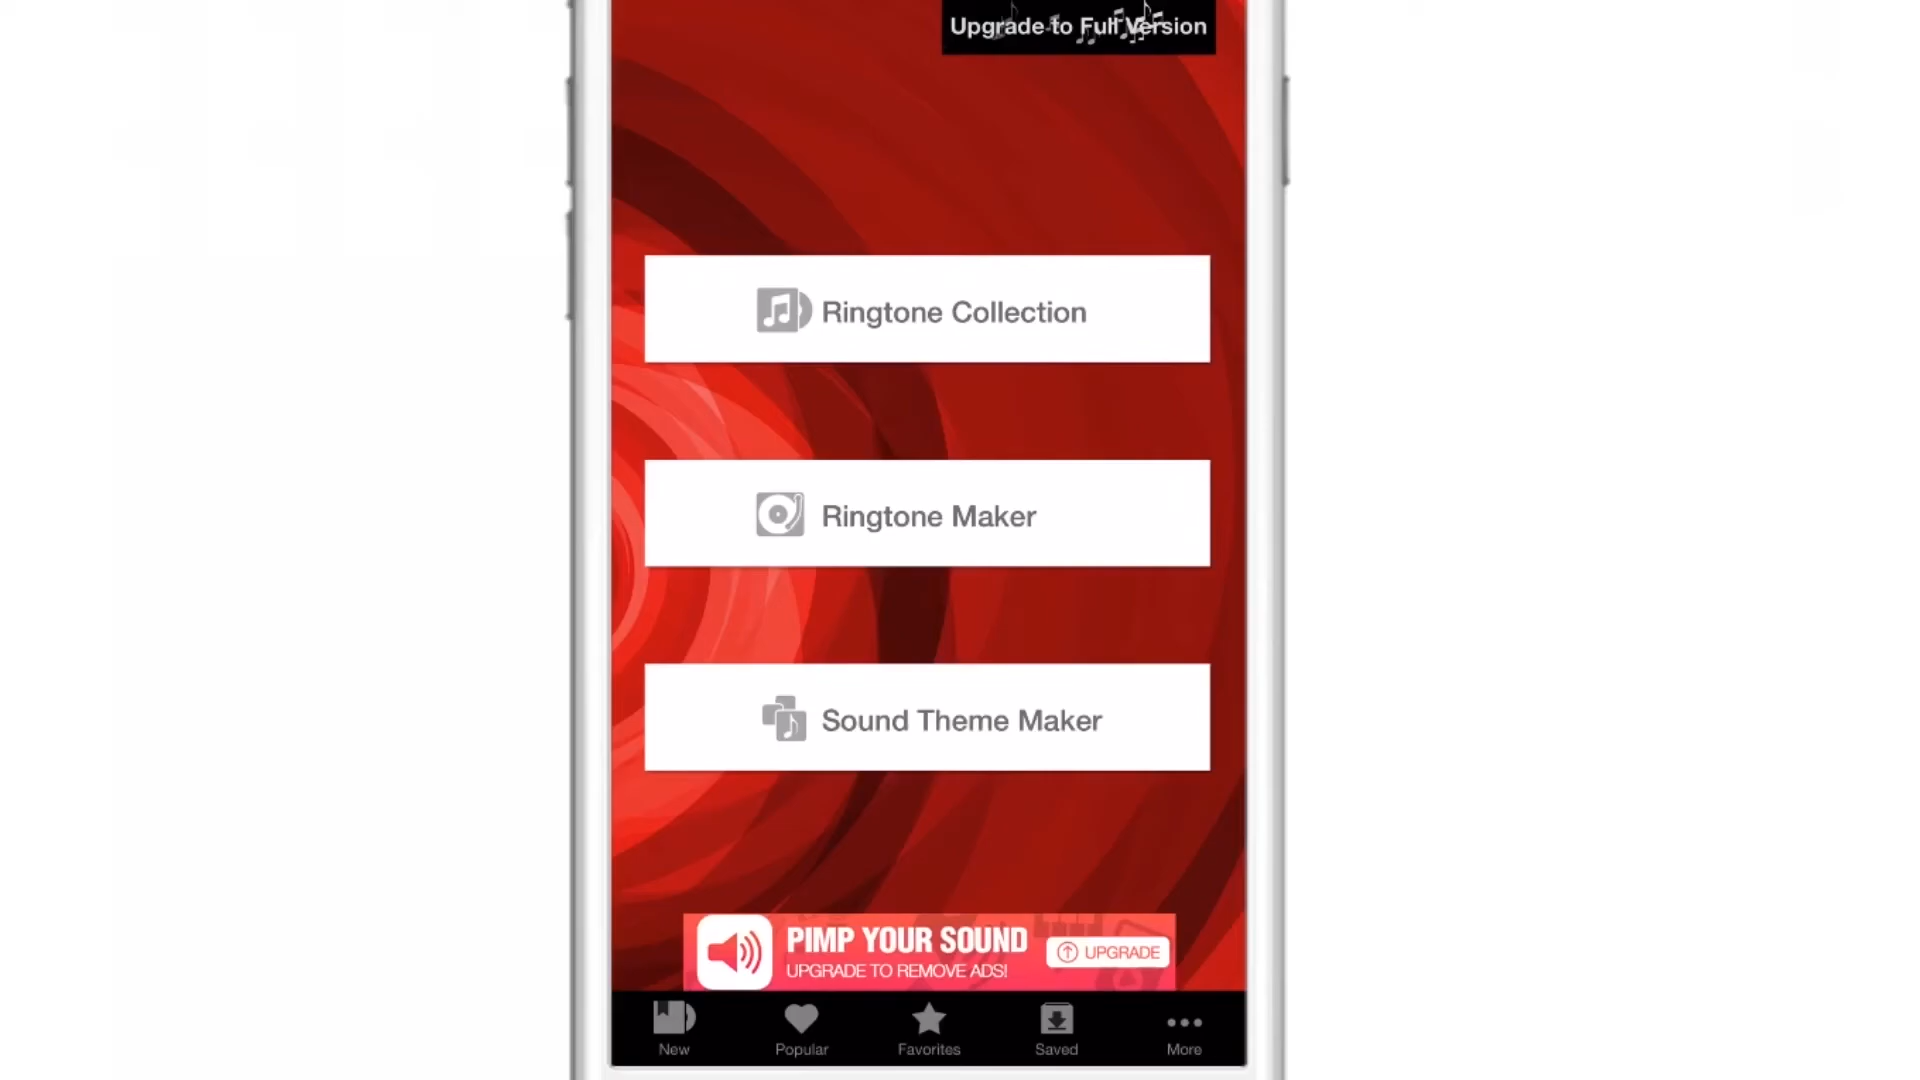 Upgrade to Full Version
Ringtone Collection
Ringtone Maker
Sound Theme Maker
PIMP YOUR SOUND
UPGRADE TO REMOVE ADS!
UPGRADE
New
Popular
Favorites
Saved
More